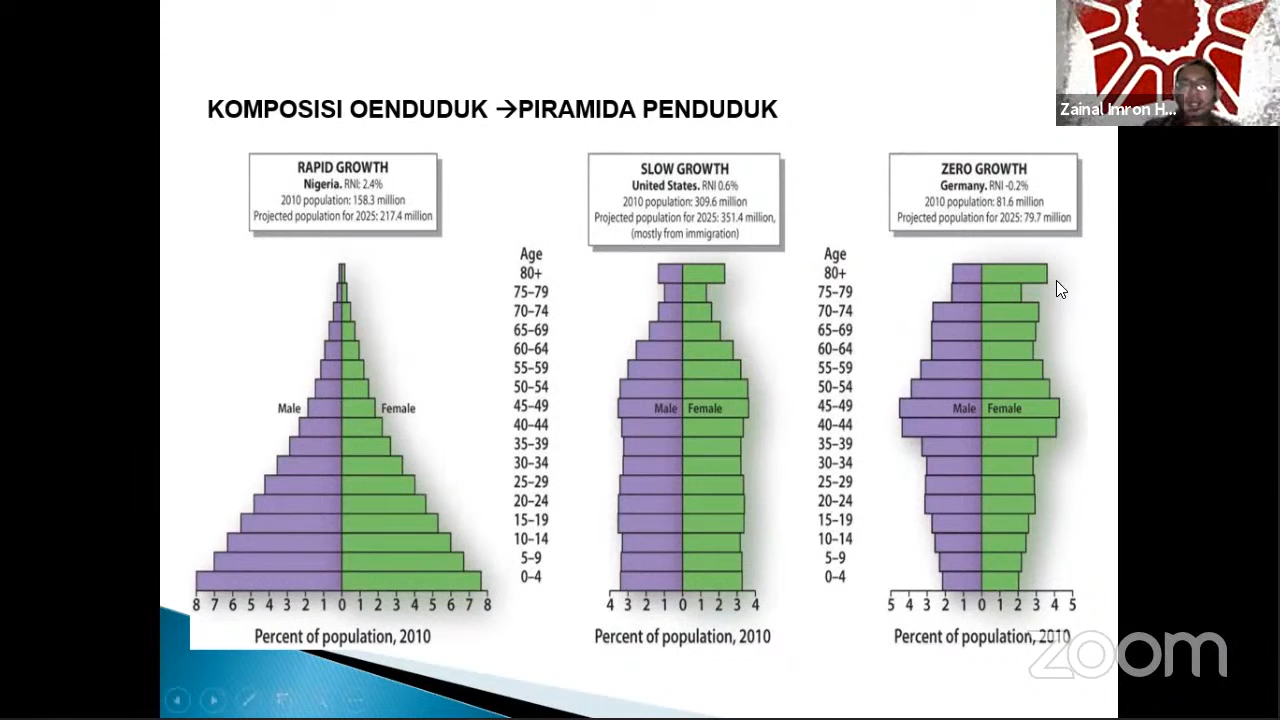 Zainal Imron H...
KOMPOSISI OENDUDUK →PIRAMIDA PENDUDUK
RAPID GROWTH
Nigeria. RNI: 2.4%
2010 population: 158.3 million
Projected population for 2025: 217.4 million
SLOW GROWTH
United States. RNI 0.6%
2010 population: 309.6 million
Projected population for 2025: 351.4 million,
(mostly from immigration)
ZERO GROWTH
Germany. RNI -0.2%
2010 population: 81.6 million
Projected population for 2025: 79.7 million
Male
Female
8 7 6 5 4 3 2 1 0 1 2 3 4 5 6 7 8
Percent of population, 2010
Age
80+
75–79
70–74
65–69
60–64
55–59
50–54
45–49
40–44
35–39
30–34
25–29
20–24
15–19
10–14
5–9
0–4
Male
Female
4 3 2 1 0 1 2 3 4
Percent of population, 2010
Age
80+
75–79
70–74
65–69
60–64
55–59
50–54
45–49
40–44
35–39
30–34
25–29
20–24
15–19
10–14
5–9
0–4
Male
Female
5 4 3 2 1 0 1 2 3 4 5
Percent of population, 2010
zoom